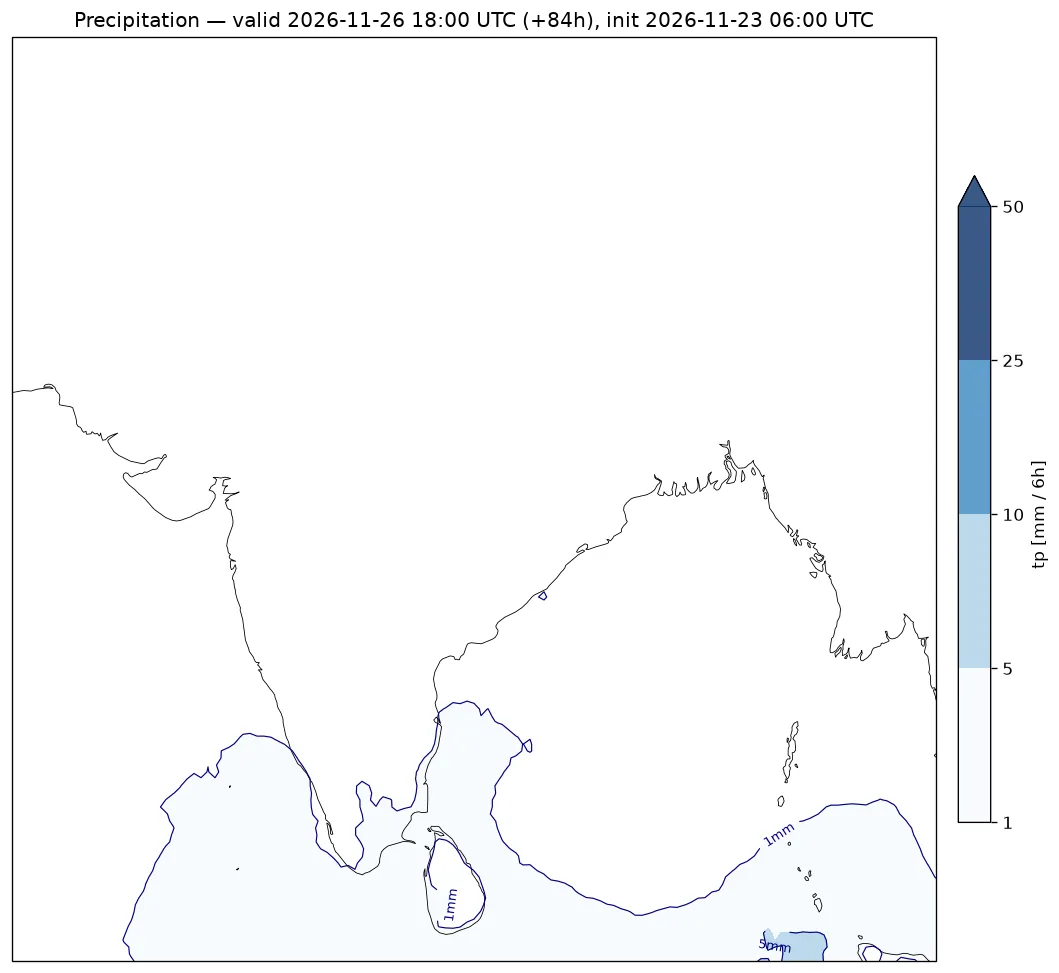 Precipitation — valid 2026-11-26 18:00 UTC (+84h), init 2026-11-23 06:00 UTC
50
25
10
5
1
tp [mm / 6h]
1mm
1mm
5mm